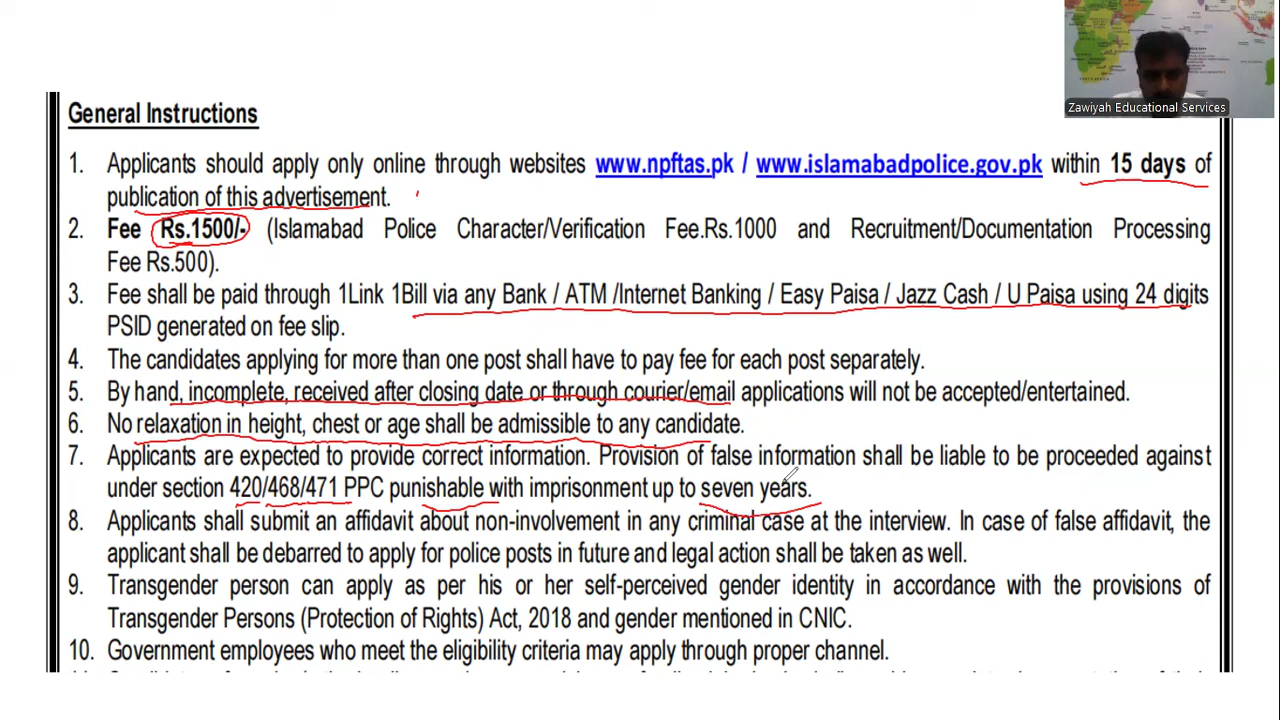 Zawiyah Educational Services
General Instructions
1. Applicants should apply only online through websites www.npftas.pk / www.islamabadpolice.gov.pk within 15 days of
publication of this advertisement.
2. Fee Rs.1500/- (Islamabad Police Character/Verification Fee.Rs.1000 and Recruitment/Documentation Processing
Fee Rs.500).
3. Fee shall be paid through 1Link 1Bill via any Bank / ATM /Internet Banking / Easy Paisa / Jazz Cash / U Paisa using 24 digits
PSID generated on fee slip.
4. The candidates applying for more than one post shall have to pay fee for each post separately.
5. By hand, incomplete, received after closing date or through courier/email applications will not be accepted/entertained.
6. No relaxation in height, chest or age shall be admissible to any candidate.
7. Applicants are expected to provide correct information. Provision of false information shall be liable to be proceeded against
under section 420/468/471 PPC punishable with imprisonment up to seven years.
8. Applicants shall submit an affidavit about non-involvement in any criminal case at the interview. In case of false affidavit, the
applicant shall be debarred to apply for police posts in future and legal action shall be taken as well.
9. Transgender person can apply as per his or her self-perceived gender identity in accordance with the provisions of
Transgender Persons (Protection of Rights) Act, 2018 and gender mentioned in CNIC.
10. Government employees who meet the eligibility criteria may apply through proper channel.